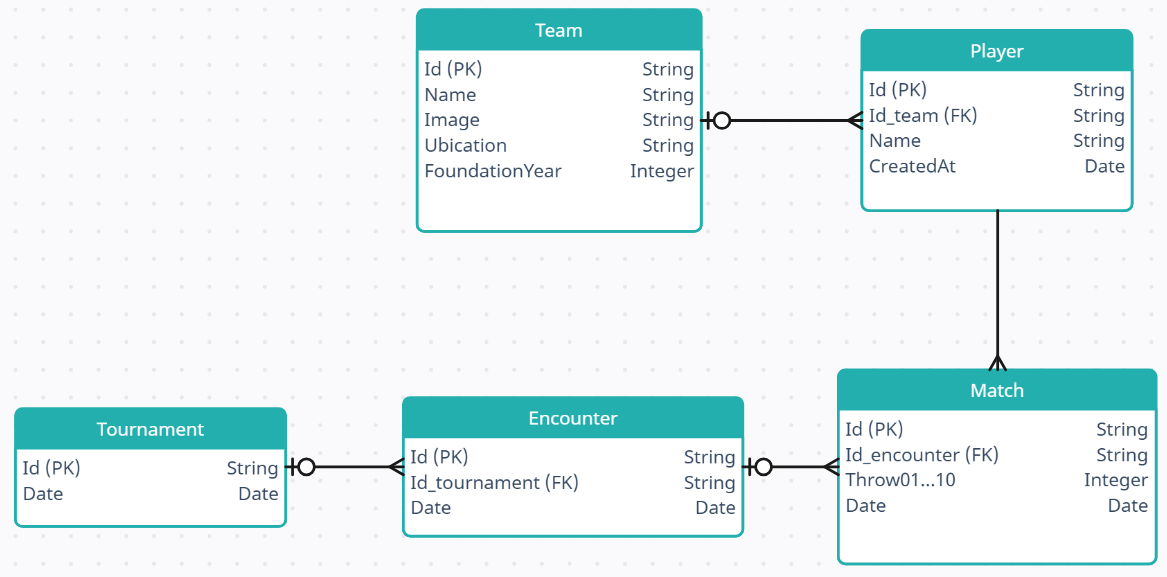 Team
Id (PK) String
Name String
Image String
Ubication String
FoundationYear Integer
Player
Id (PK) String
Id_team (FK) String
Name String
CreatedAt Date
Tournament
Id (PK) String
Date Date
Encounter
Id (PK) String
Id_tournament (FK) String
Date Date
Match
Id (PK) String
Id_encounter (FK) String
Throw01...10 Integer
Date Date